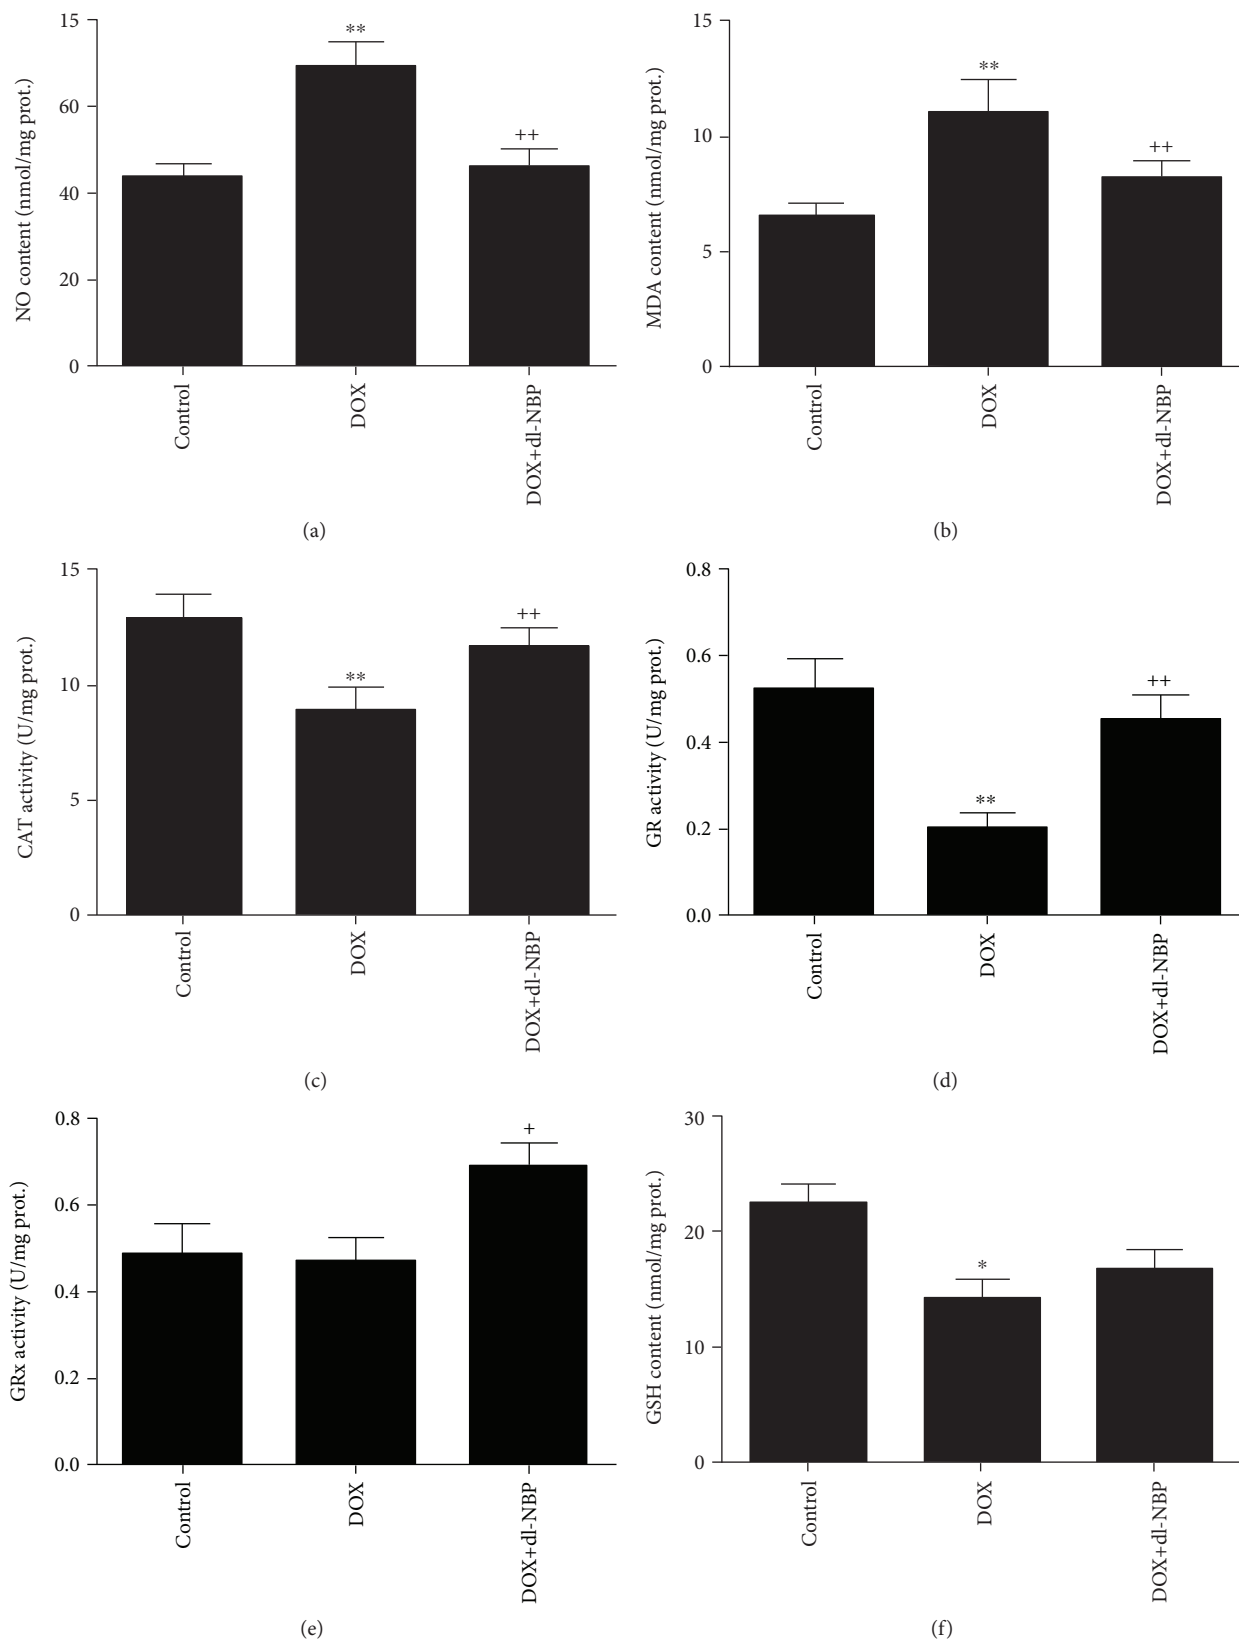 NO content (nmol/mg prot.)
15
60
40
20
0
**
++
Control
DOX
DOX+dl-NBP
(a)
MDA content (nmol/mg prot.)
15
10
5
0
**
++
Control
DOX
DOX+dl-NBP
(b)
CAT activity (U/mg prot.)
15
10
5
0
**
++
Control
DOX
DOX+dl-NBP
(c)
GR activity (U/mg prot.)
0.8
0.6
0.4
0.2
0.0
**
++
Control
DOX
DOX+dl-NBP
(d)
GRx activity (U/mg prot.)
0.8
0.6
0.4
0.2
0.0
+
Control
DOX
DOX+dl-NBP
(e)
GSH content (nmol/mg prot.)
30
20
10
0
*
Control
DOX
DOX+dl-NBP
(f)